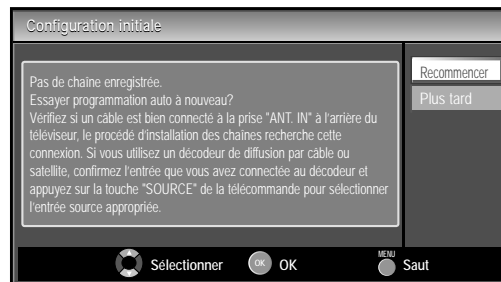 Configuration initiale
Pas de chaîne enregistrée.
Essayer programmation auto à nouveau?
Vérifiez si un câble est bien connecté à la prise "ANT. IN" à l'arrière du
téléviseur, le procédé d'installation des chaînes recherche cette
connexion. Si vous utilisez un décodeur de diffusion par câble ou
satellite, confirmez l'entrée que vous avez connectée au décodeur et
appuyez sur la touche "SOURCE" de la télécommande pour sélectionner
l'entrée source appropriée.
Recommencer
Plus tard
Sélectionner
OK OK
MENU
Saut